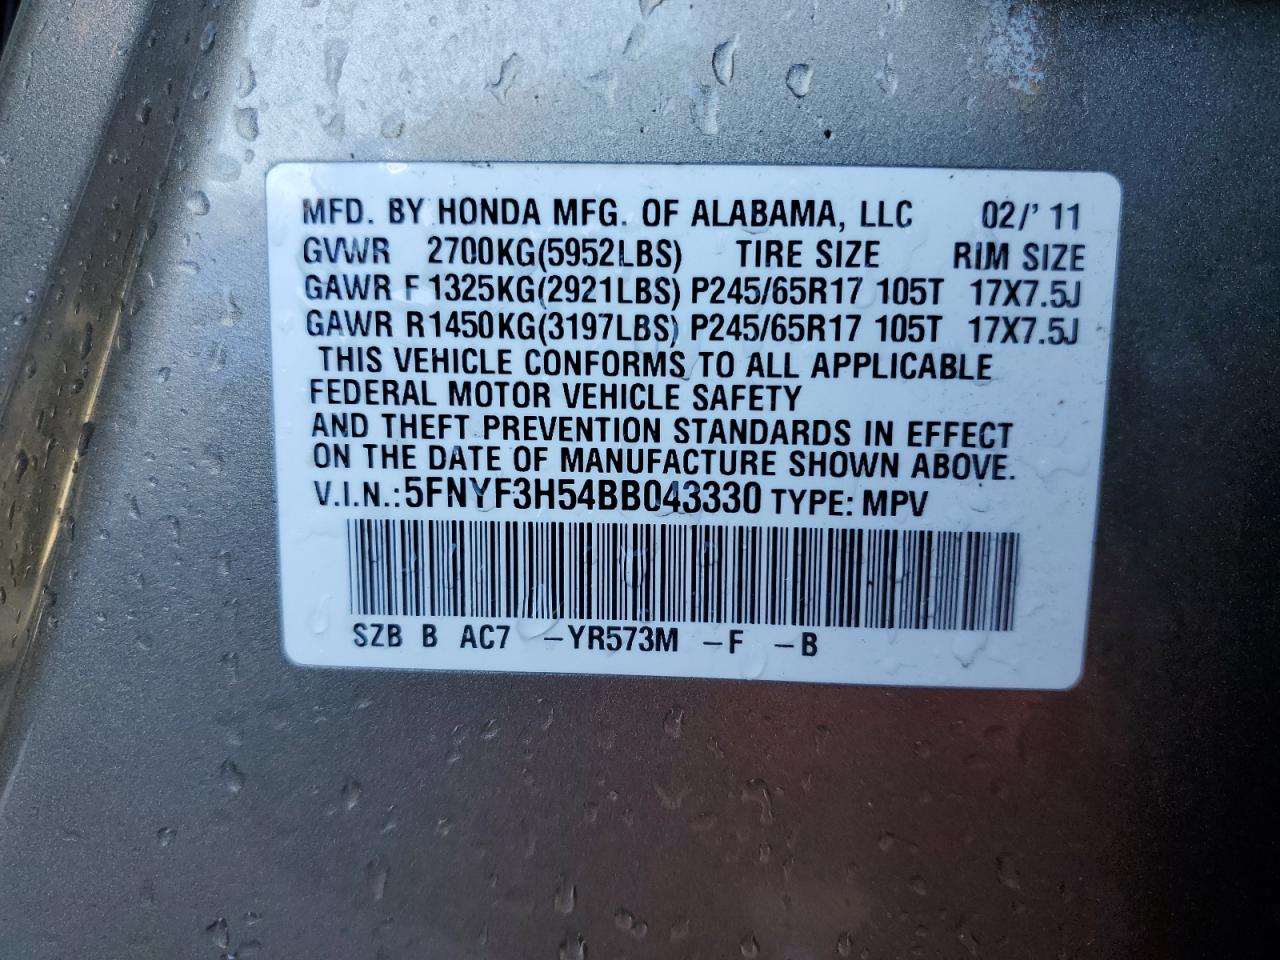 MFD. BY HONDA MFG. OF ALABAMA, LLC 02/' 11
GVWR 2700KG(5952LBS) TIRE SIZE RIM SIZE
GAWR F 1325KG(2921LBS) P245/65R17 105T 17X7.5J
GAWR R1450KG(3197LBS) P245/65R17 105T 17X7.5J
THIS VEHICLE CONFORMS TO ALL APPLICABLE
FEDERAL MOTOR VEHICLE SAFETY
AND THEFT PREVENTION STANDARDS IN EFFECT
ON THE DATE OF MANUFACTURE SHOWN ABOVE.
V.I.N.:5FNYF3H54BB043330 TYPE: MPV
SZB B AC7 –YR573M –F –B